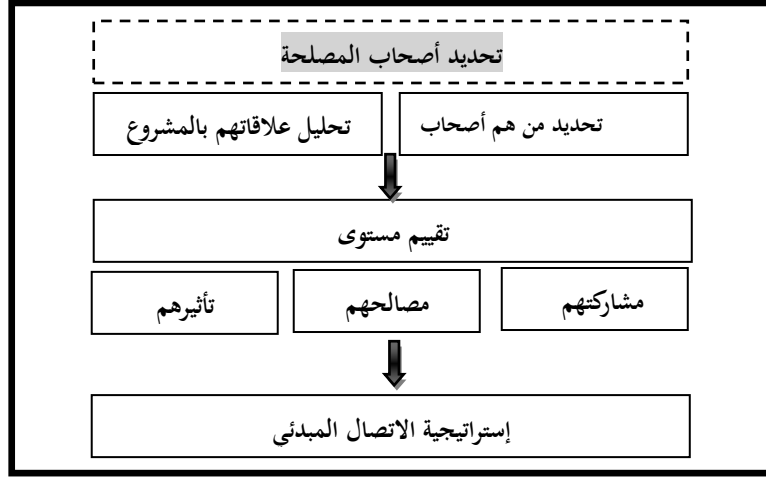 تحديد أصحاب المصلحة
تحديد من هم أصحاب
تحليل علاقاتهم بالمشروع
تقييم مستوى
مشاركتهم
مصالحهم
تأثيرهم
إستراتيجية الاتصال المبدئي